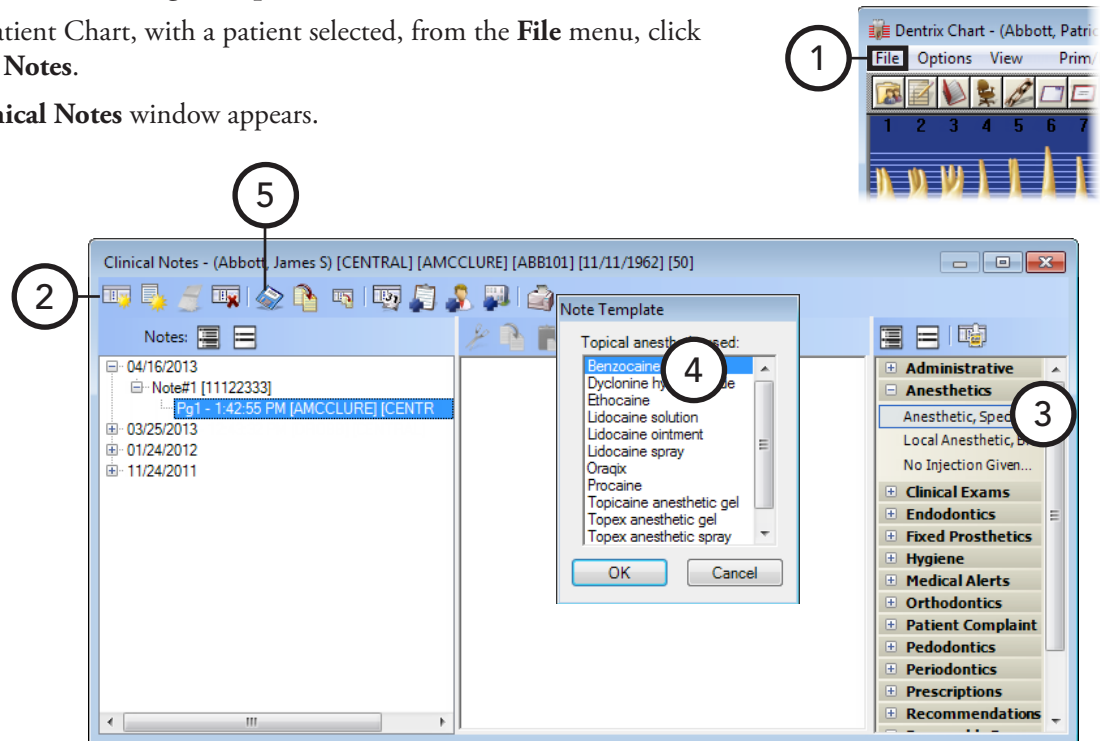 atient Chart, with a patient selected, from the File menu, click
Notes.
nical Notes window appears.
1
Dentrix Chart - (Abbott, Patric
File Options View Prim/
1 2 3 4 5 6 7
5
2
Clinical Notes - (Abbott, James S) [CENTRAL] [AMCCLURE] [ABB101] [11/11/1962] [50]
Notes:
04/16/2013
Note#1 [11122333]
Pg1 - 1:42:55 PM [AMCCLURE] [CENTR
03/25/2013
01/24/2012
11/24/2011
Note Template
Topical anesth sed:
4
Benzocaine
Dyclonine hy de
Ethocaine
Lidocaine solution
Lidocaine ointment
Lidocaine spray
Oraqix
Procaine
Topicaine anesthetic gel
Topex anesthetic gel
Topex anesthetic spray
OK Cancel
Administrative
Anesthetics
3
Anesthetic, Spec
Local Anesthetic,
No Injection Given...
Clinical Exams
Endodontics
Fixed Prosthetics
Hygiene
Medical Alerts
Orthodontics
Patient Complaint
Pedodontics
Periodontics
Prescriptions
Recommendations